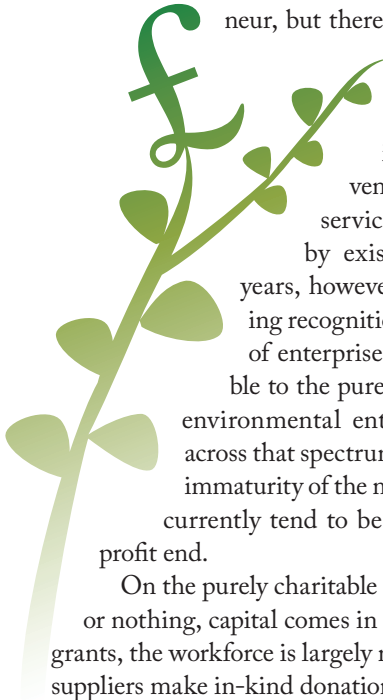 £
neur, but there
ven
servic
by exis
years, howeve
ing recognitio
of enterprise
ble to the pure
environmental ent
across that spectrum
immaturity of the n
currently tend to be
profit end.
On the purely charitable
or nothing, capital comes in
grants, the workforce is largely
suppliers make in-kind donation